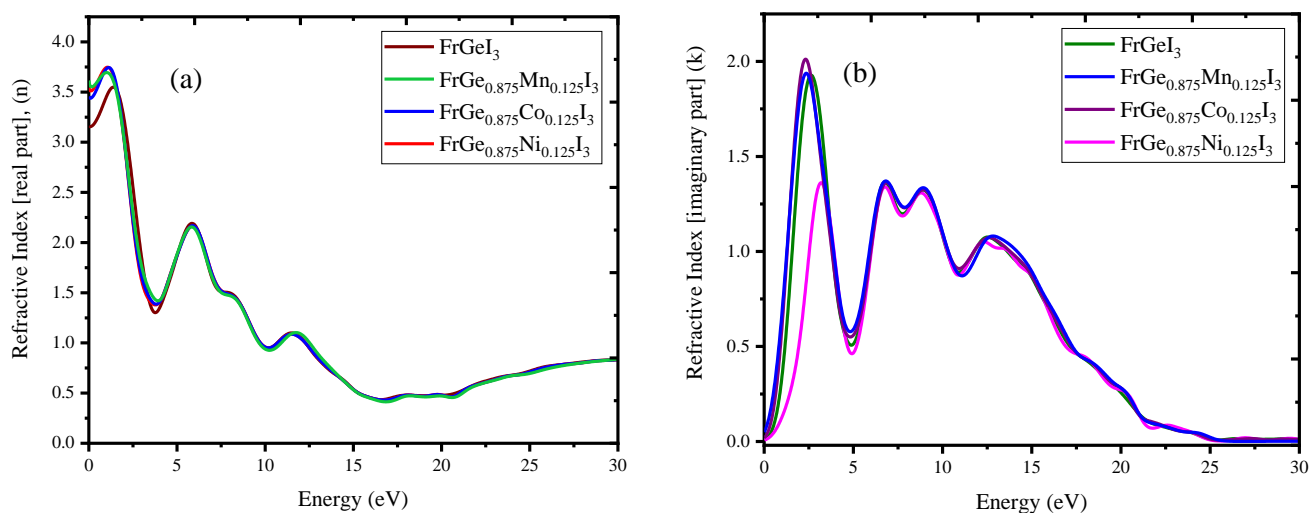 (a)
FrGeI₃
FrGe₀.₈₇₅Mn₀.₁₂₅I₃
FrGe₀.₈₇₅Co₀.₁₂₅I₃
FrGe₀.₈₇₅Ni₀.₁₂₅I₃
Refractive Index [real part], (n)
4.0
3.5
3.0
2.5
2.0
1.5
1.0
0.5
0.0
0 5 10 15 20 25 30
Energy (eV)
(b)
FrGeI₃
FrGe₀.₈₇₅Mn₀.₁₂₅I₃
FrGe₀.₈₇₅Co₀.₁₂₅I₃
FrGe₀.₈₇₅Ni₀.₁₂₅I₃
Refractive Index [imaginary part] (k)
2.0
1.5
1.0
0.5
0.0
0 5 10 15 20 25 30
Energy (eV)